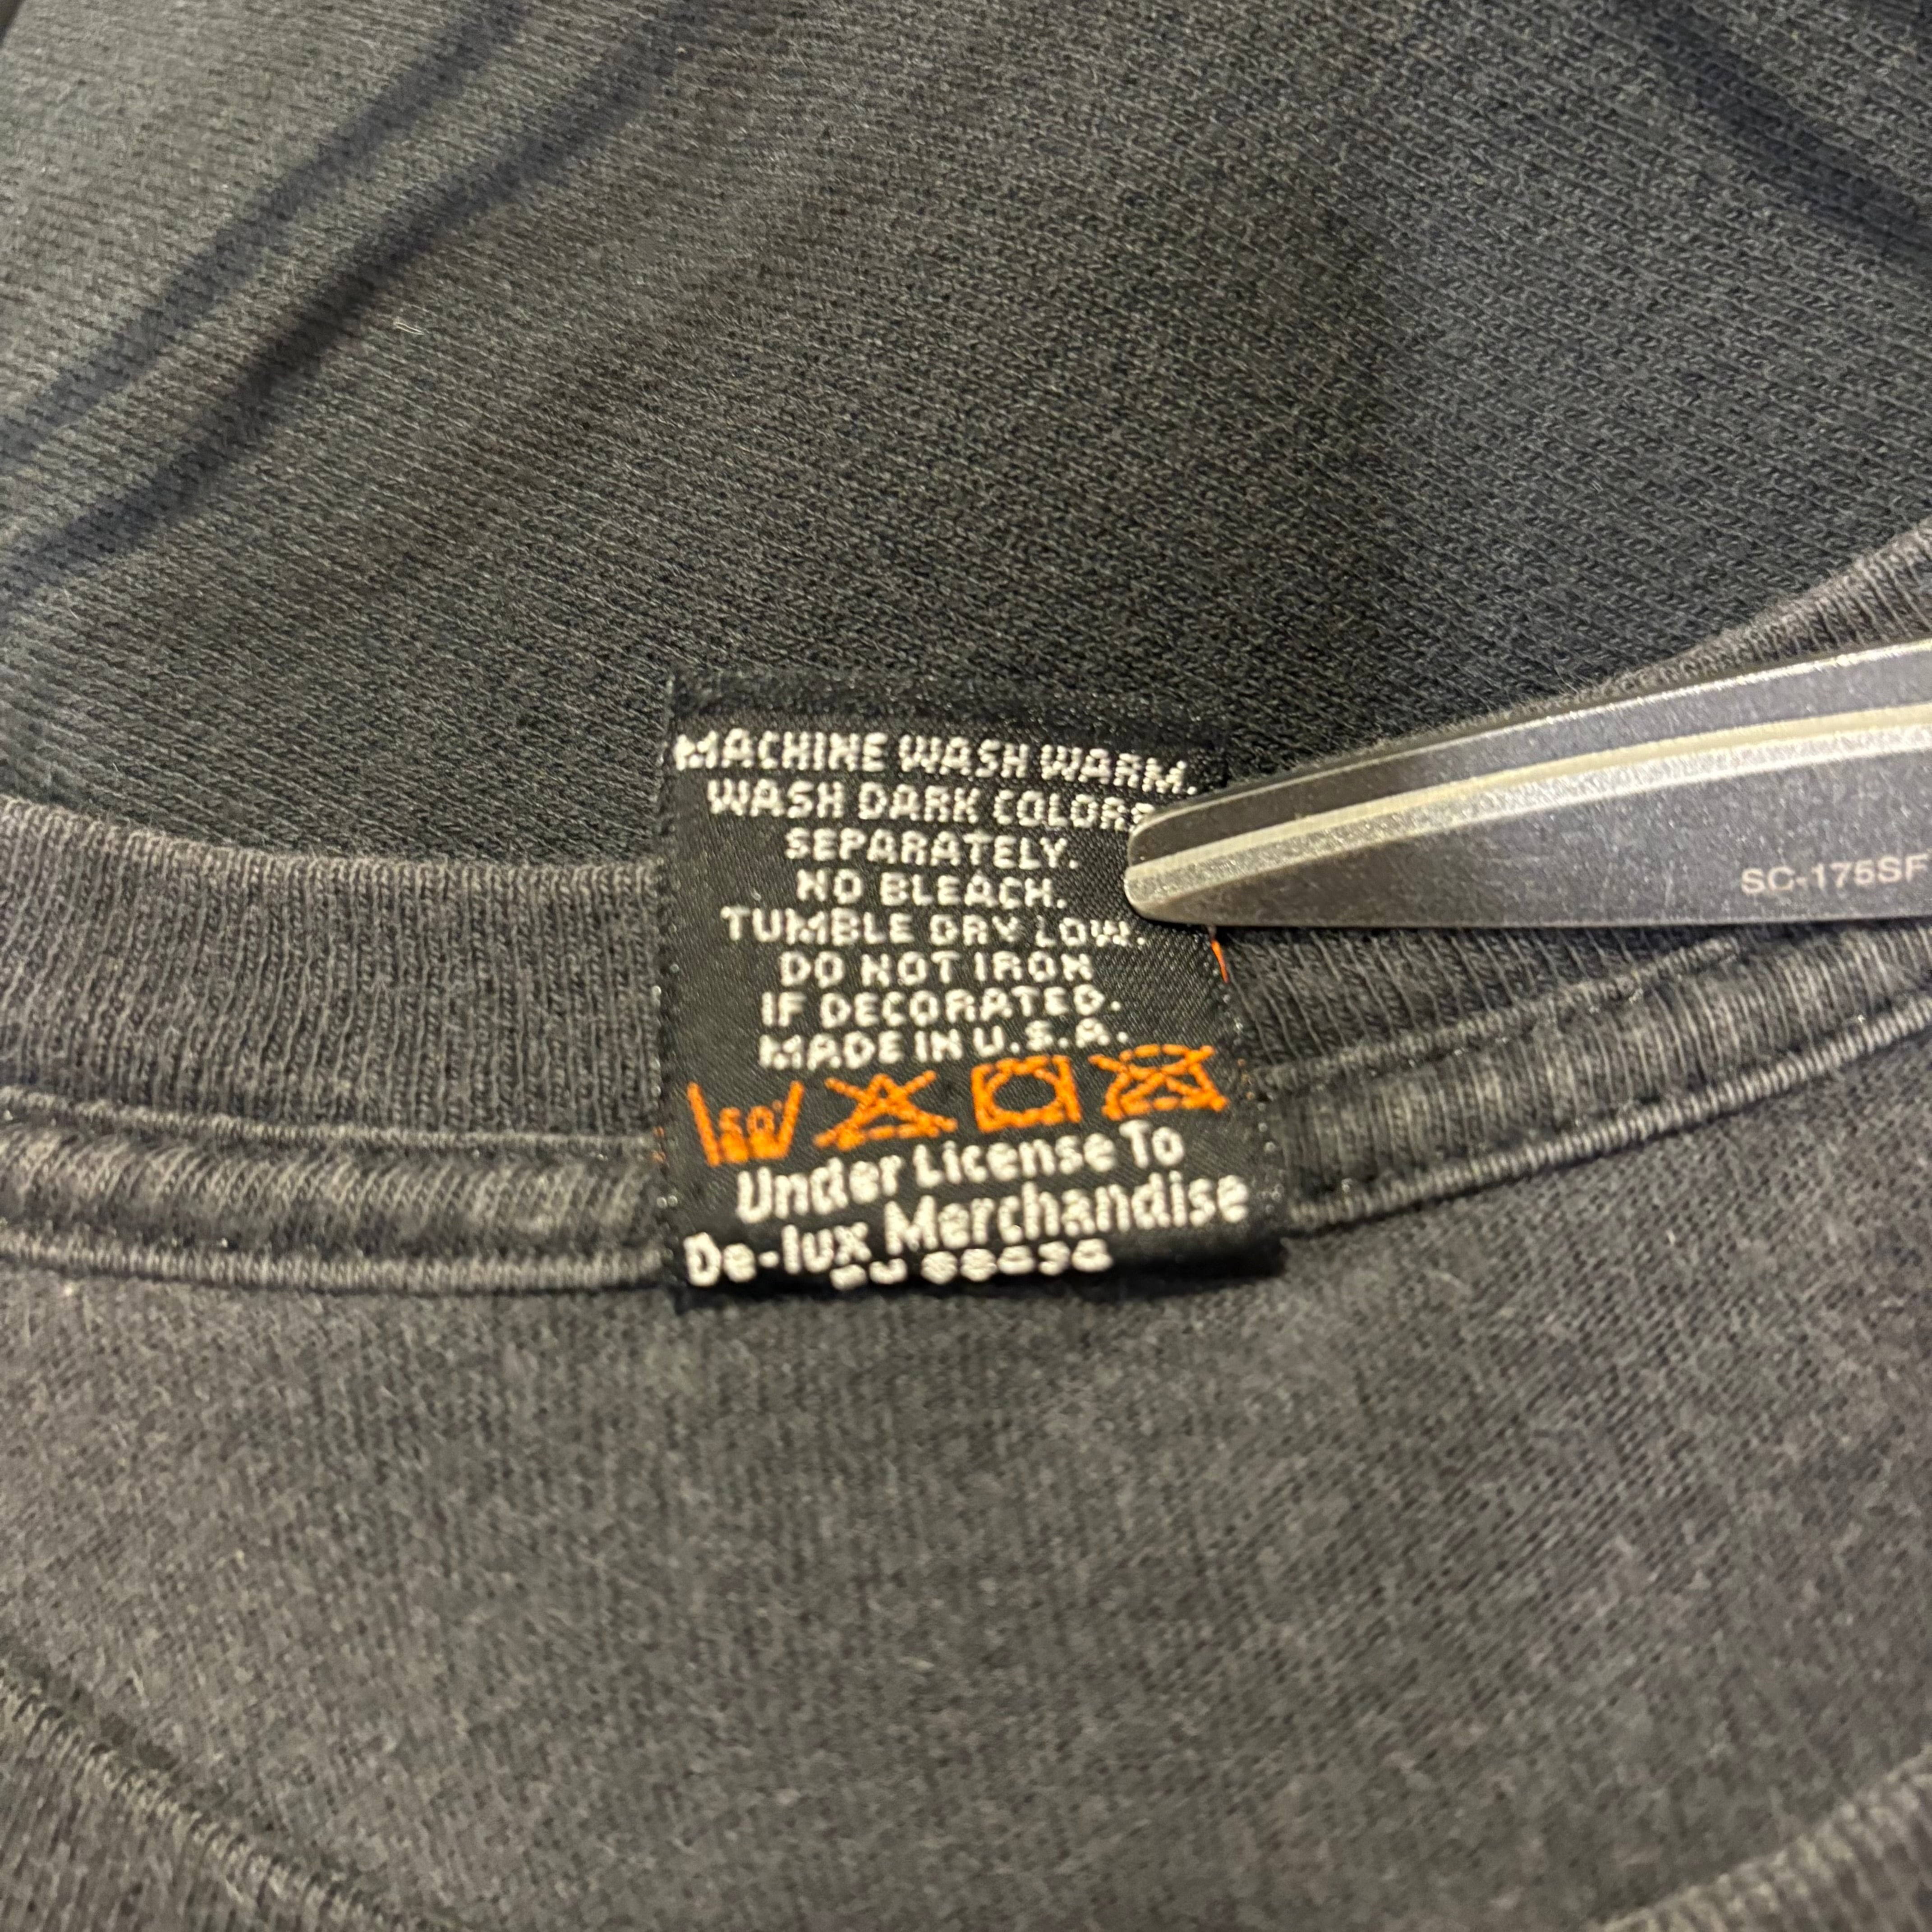 MACHINE WASH WARM.
WASH DARK COLORS
SEPARATELY.
NO BLEACH.
TUMBLE DRY LOW.
DO NOT IRON
IF DECORATED.
MADE IN U.S.A.
50°
Under License To
De-lux Merchandise
SC-175SF